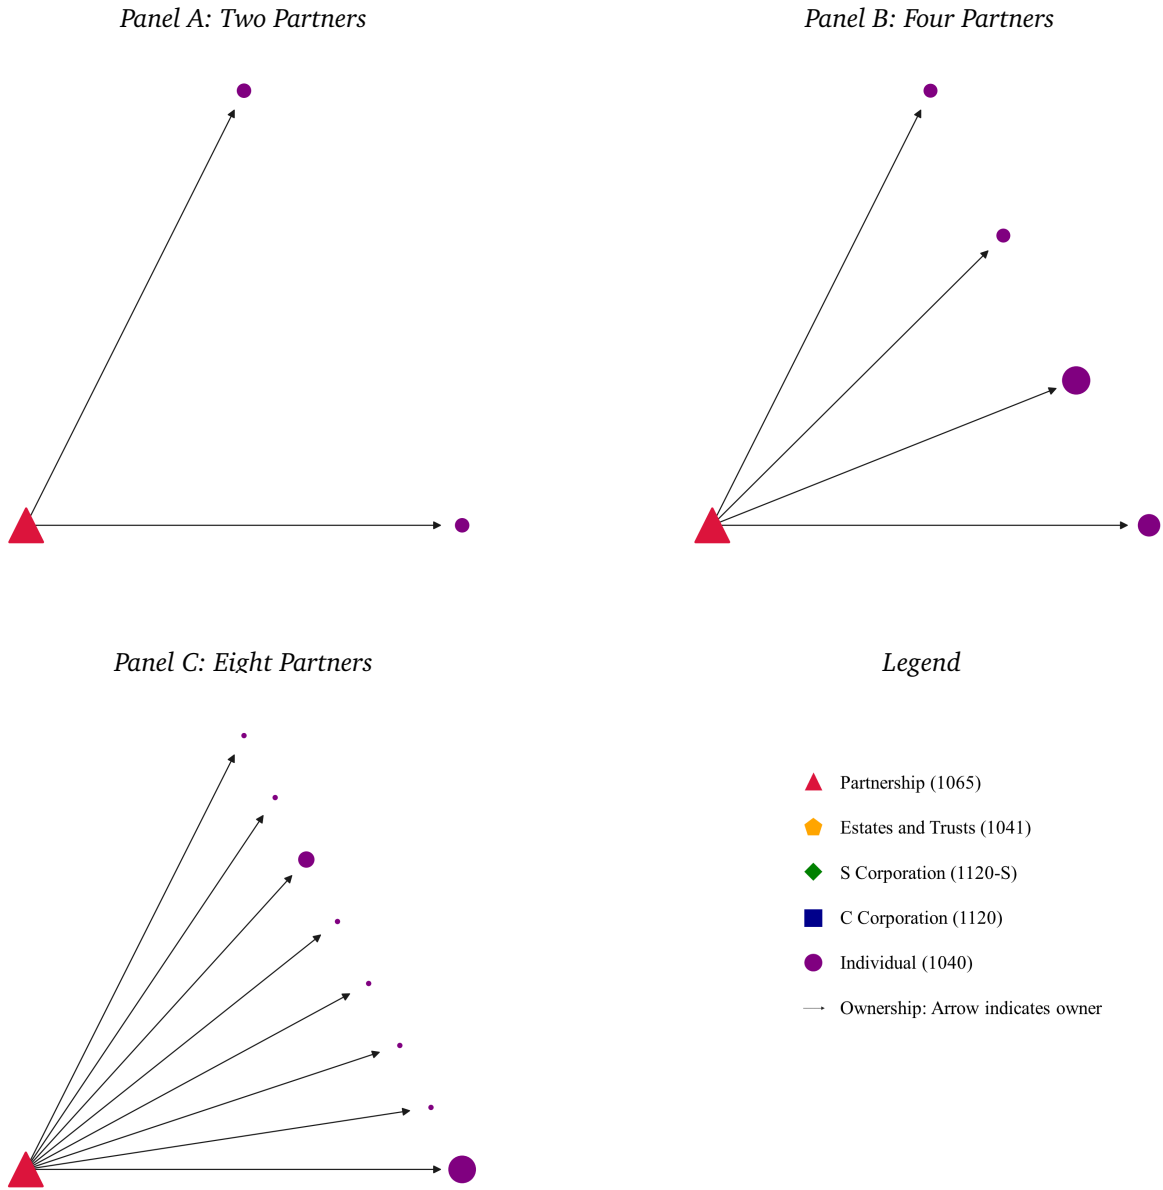 Panel A: Two Partners
Panel B: Four Partners
Panel C: Eight Partners
Legend
Partnership (1065)
Estates and Trusts (1041)
S Corporation (1120-S)
C Corporation (1120)
Individual (1040)
Ownership: Arrow indicates owner